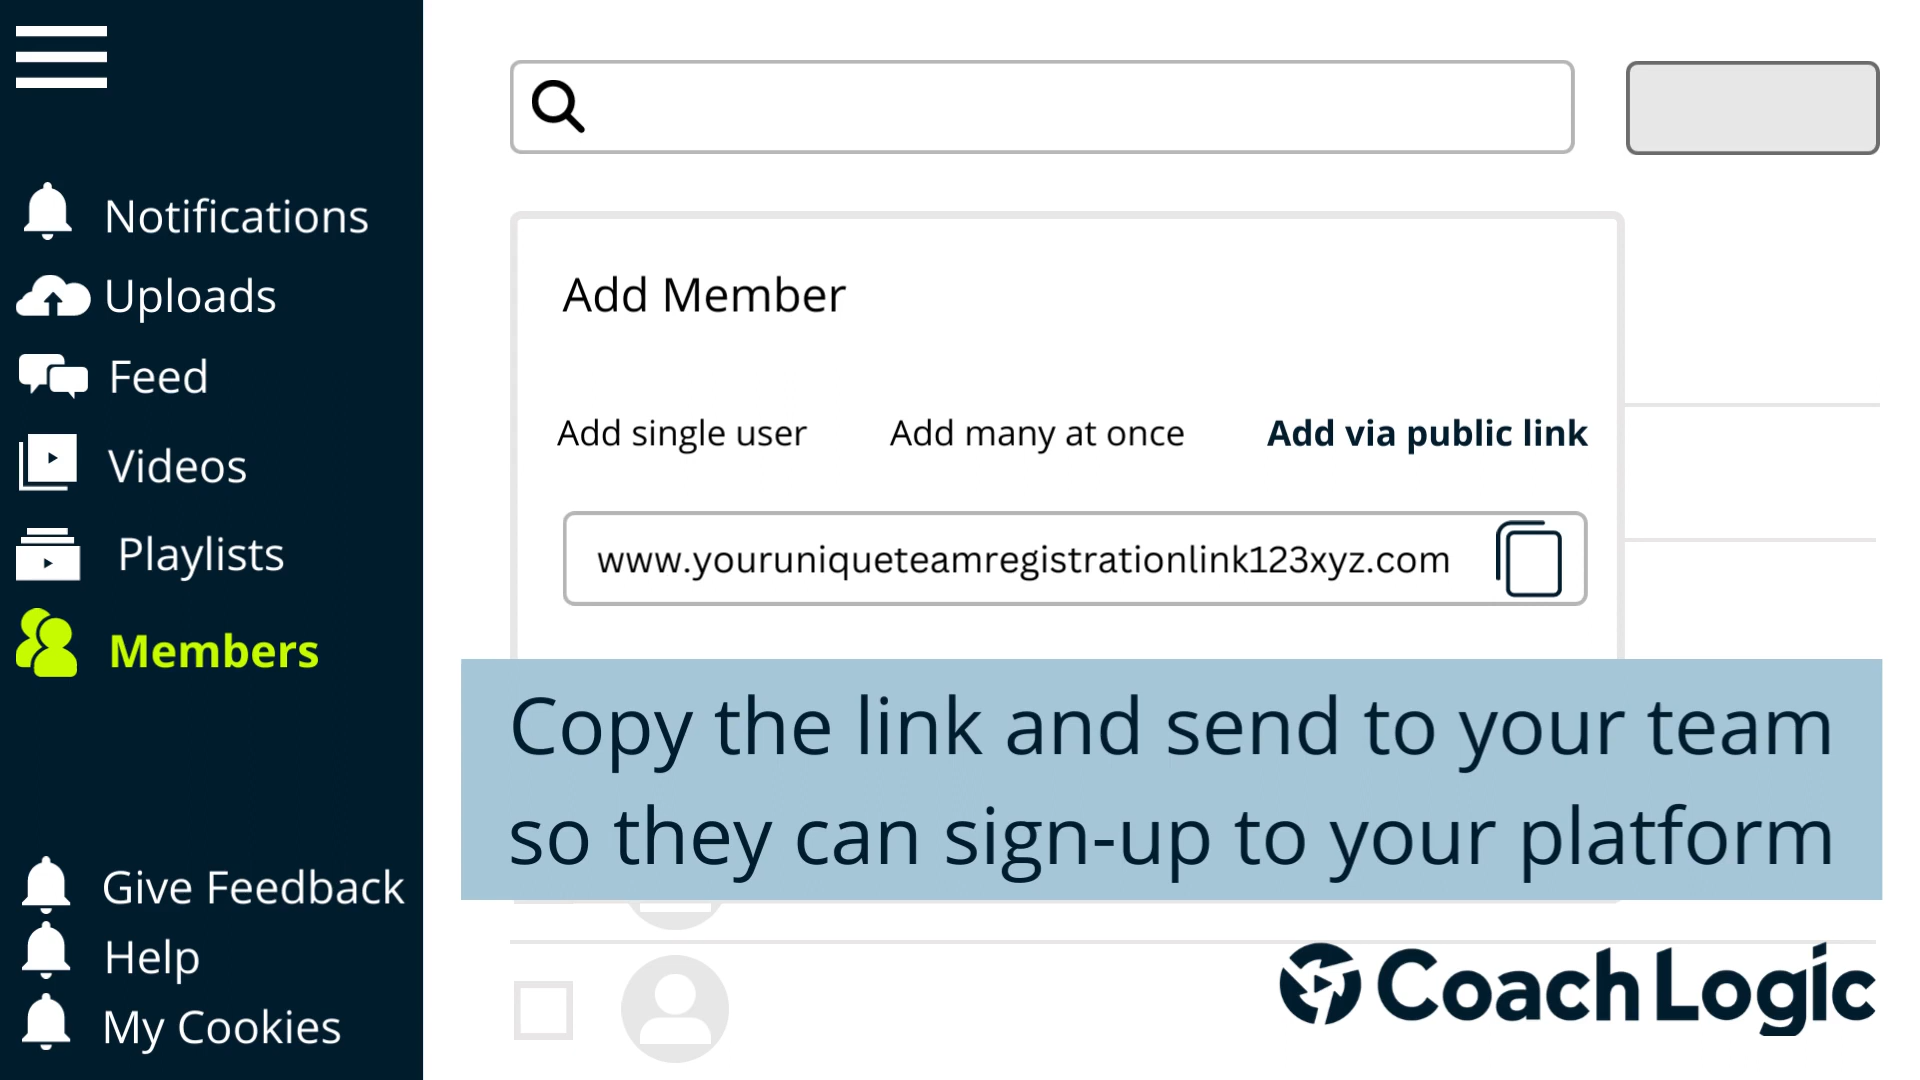 Notifications
Uploads
Feed
Videos
Playlists
Members
Give Feedback
Help
My Cookies
Add Member
Add single user
Add many at once
Add via public link
www.youruniqueteamregistrationlink123xyz.com
Copy the link and send to your team
so they can sign-up to your platform
CoachLogic